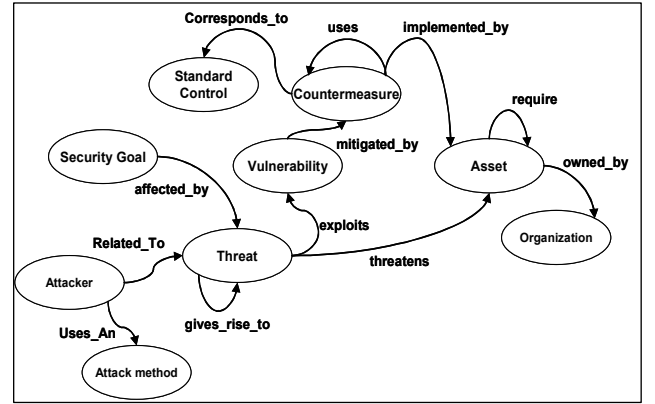 Corresponds_to
uses
implemented_by
Standard
Control
Countermeasure
require
mitigated_by
Security Goal
Vulnerability
Asset
owned_by
affected_by
exploits
Organization
Related_To
Threat
threatens
Attacker
gives_rise_to
Uses_An
Attack method